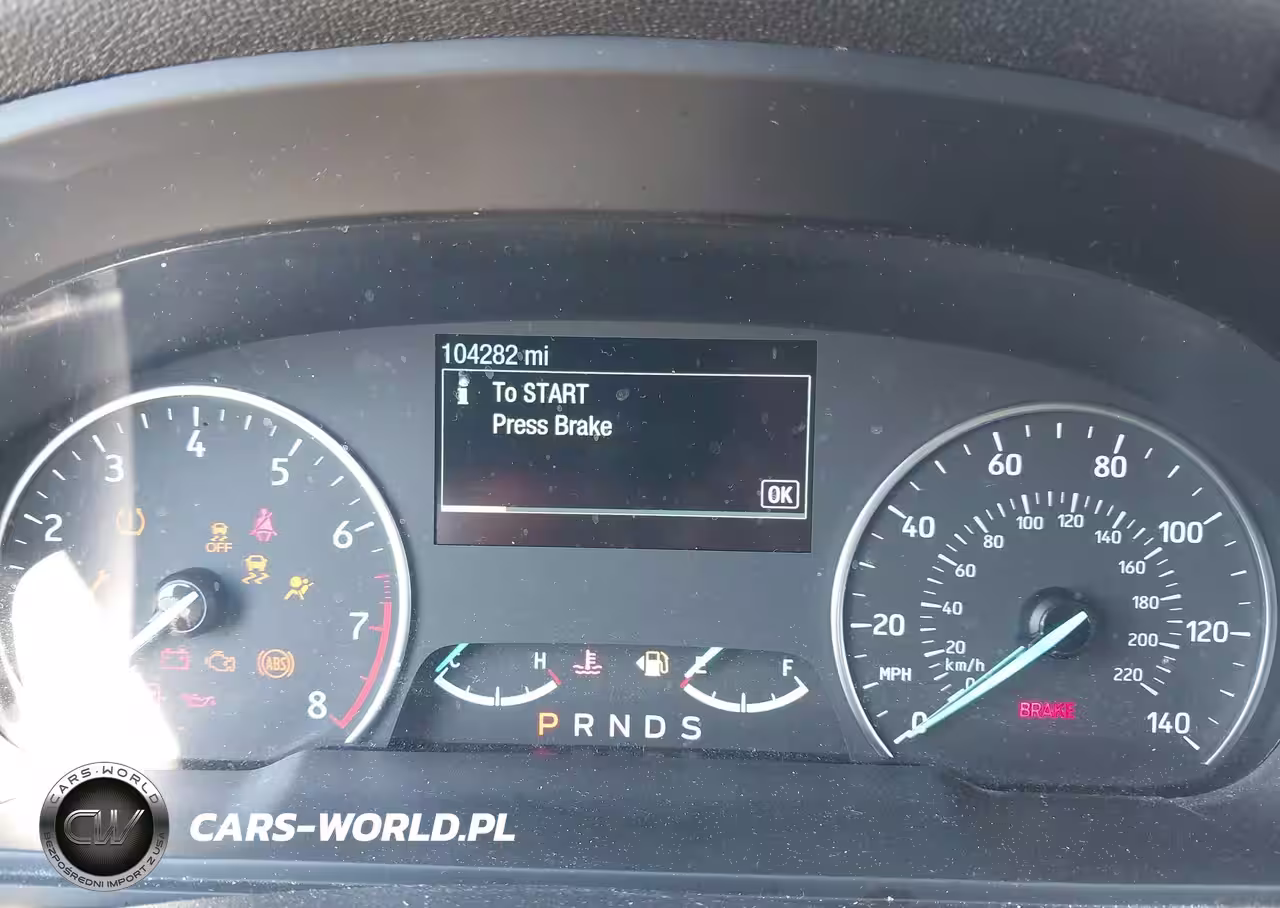 104282 mi
i To START
Press Brake
OK
2 3 4 5 6 7 8
OFF
ABS
C H E F
P R N D S
0 20 40 60 80 100 120 140
MPH
km/h
0 20 40 60 80 100 120 140 160 180 200 220
BRAKE
CARS-WORLD
CW
BEZPOŚREDNI IMPORT Z USA
CARS-WORLD.PL